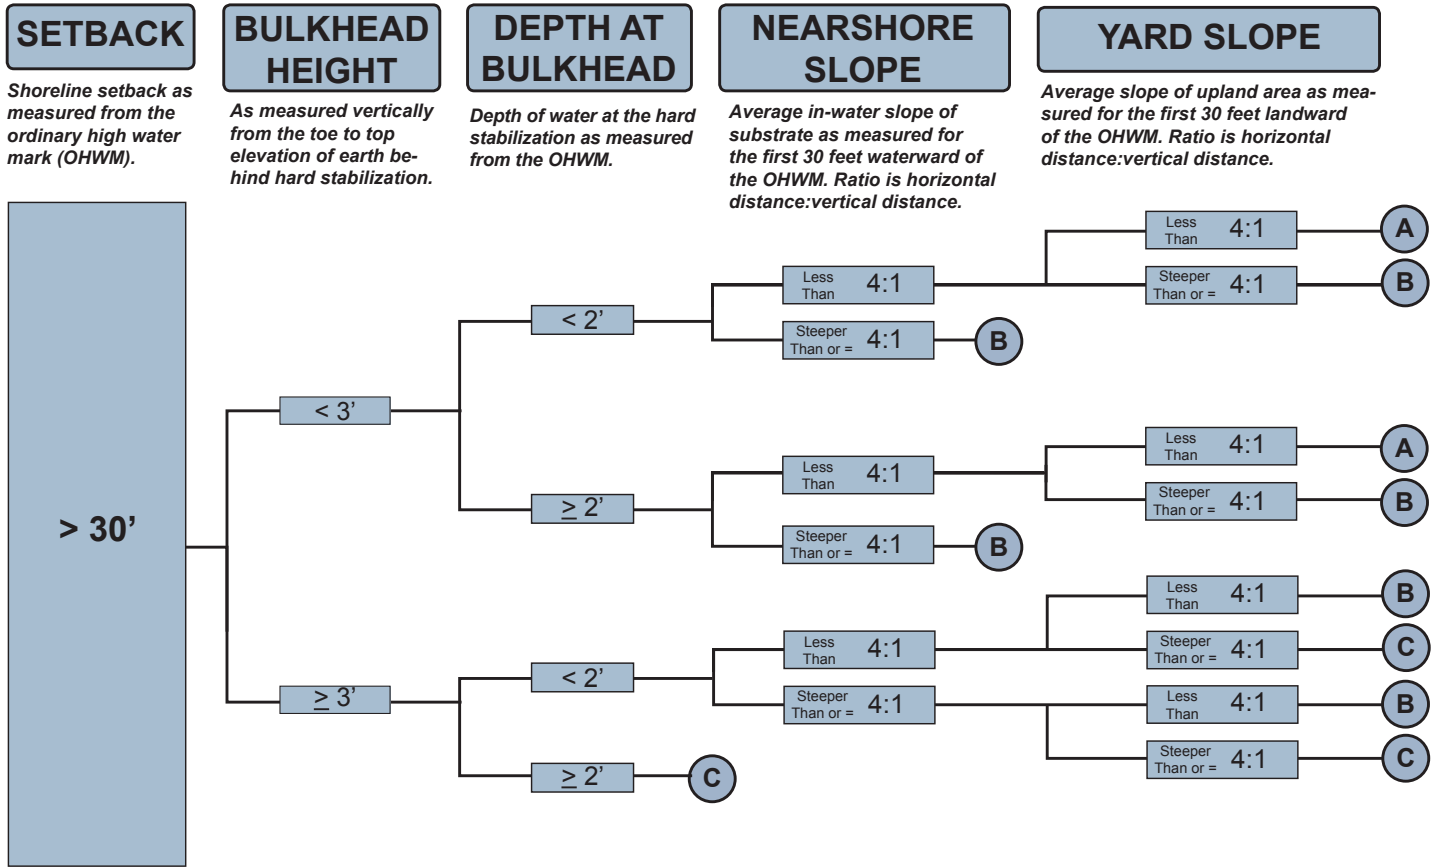 SETBACK
Shoreline setback as
measured from the
ordinary high water
mark (OHWM).
BULKHEAD
HEIGHT
As measured vertically
from the toe to top
elevation of earth be-
hind hard stabilization.
DEPTH AT
BULKHEAD
Depth of water at the hard
stabilization as measured
from the OHWM.
NEARSHORE
SLOPE
Average in-water slope of
substrate as measured for
the first 30 feet waterward of
the OHWM. Ratio is horizontal
distance:vertical distance.
YARD SLOPE
Average slope of upland area as mea-
sured for the first 30 feet landward
of the OHWM. Ratio is horizontal
distance:vertical distance.
> 30’
< 3’
≥ 3’
< 2’
≥ 2’
< 2’
≥ 2’
C
Less
Than 4:1
Steeper
Than or = 4:1
B
Less
Than 4:1
Steeper
Than or = 4:1
B
Less
Than 4:1
Steeper
Than or = 4:1
Less
Than 4:1
A
Steeper
Than or = 4:1
B
Less
Than 4:1
A
Steeper
Than or = 4:1
B
Less
Than 4:1
B
Steeper
Than or = 4:1
C
Less
Than 4:1
B
Steeper
Than or = 4:1
C